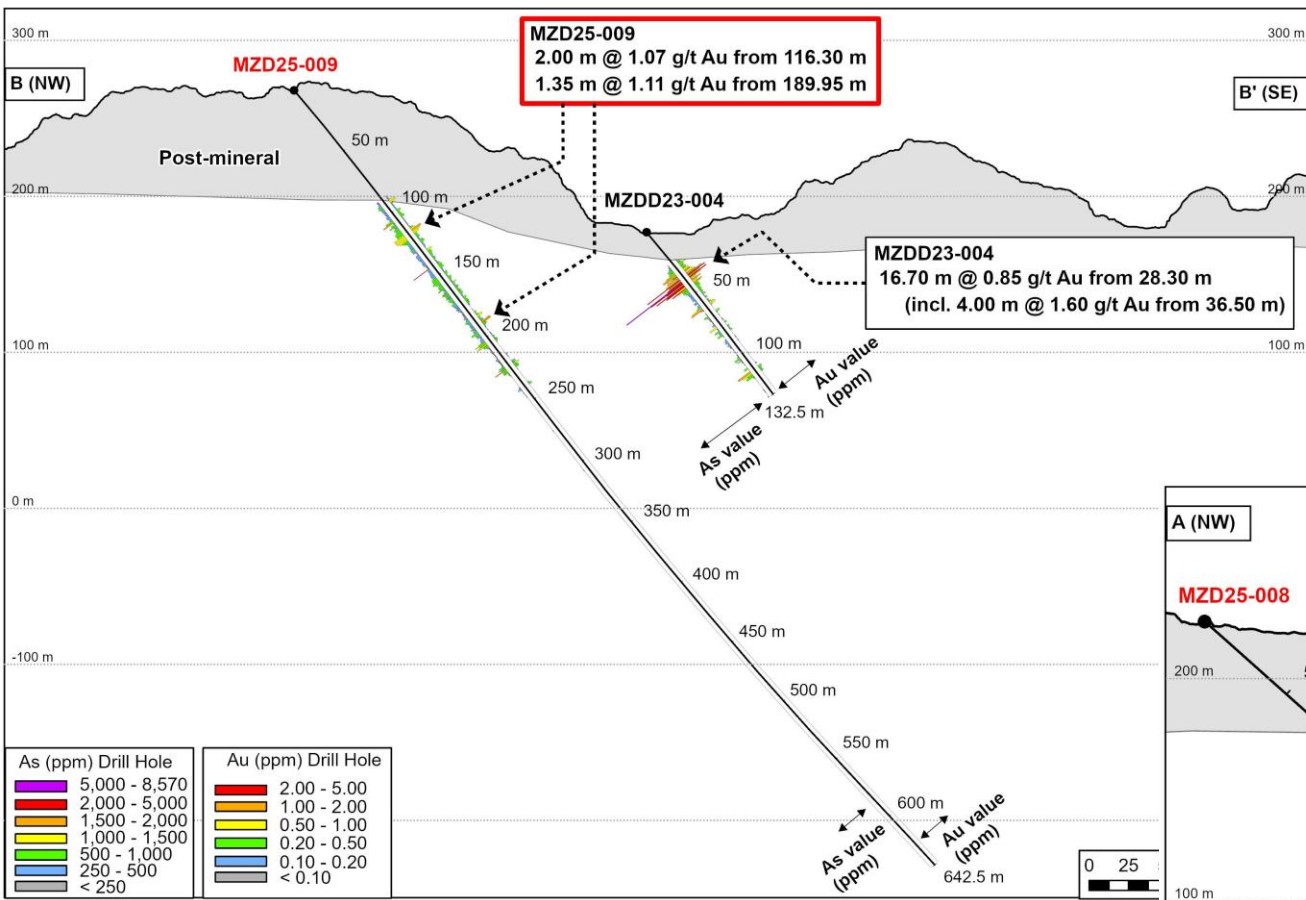 300 m
300 m
B (NW)
MZD25-009
MZD25-009
2.00 m @ 1.07 g/t Au from 116.30 m
1.35 m @ 1.11 g/t Au from 189.95 m
B' (SE)
50 m
Post-mineral
200 m
100 m
MZDD23-004
200 m
150 m
50 m
MZDD23-004
16.70 m @ 0.85 g/t Au from 28.30 m
(incl. 4.00 m @ 1.60 g/t Au from 36.50 m)
200 m
100 m
100 m
100 m
250 m
Au value
(ppm)
132.5 m
As value
(ppm)
300 m
0 m
350 m
400 m
450 m
-100 m
500 m
550 m
600 m
As value
(ppm)
Au value
(ppm)
642.5 m
As (ppm) Drill Hole
5,000 - 8,570
2,000 - 5,000
1,500 - 2,000
1,000 - 1,500
500 - 1,000
250 - 500
< 250
Au (ppm) Drill Hole
2.00 - 5.00
1.00 - 2.00
0.50 - 1.00
0.20 - 0.50
0.10 - 0.20
< 0.10
0 25
A (NW)
MZD25-008
200 m
100 m